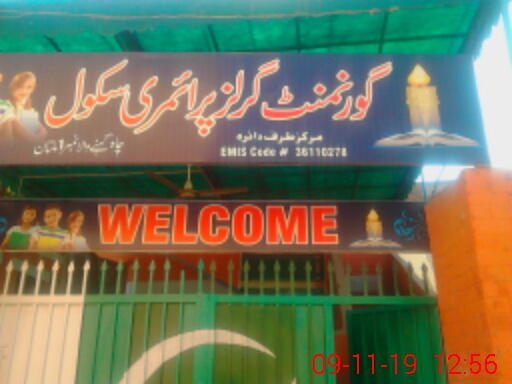 گورنمنٹ گرلز پرائمری سکول
مرکز طرف دائرہ
EMIS Code # 36110278
WELCOME
09-11-19 12:56